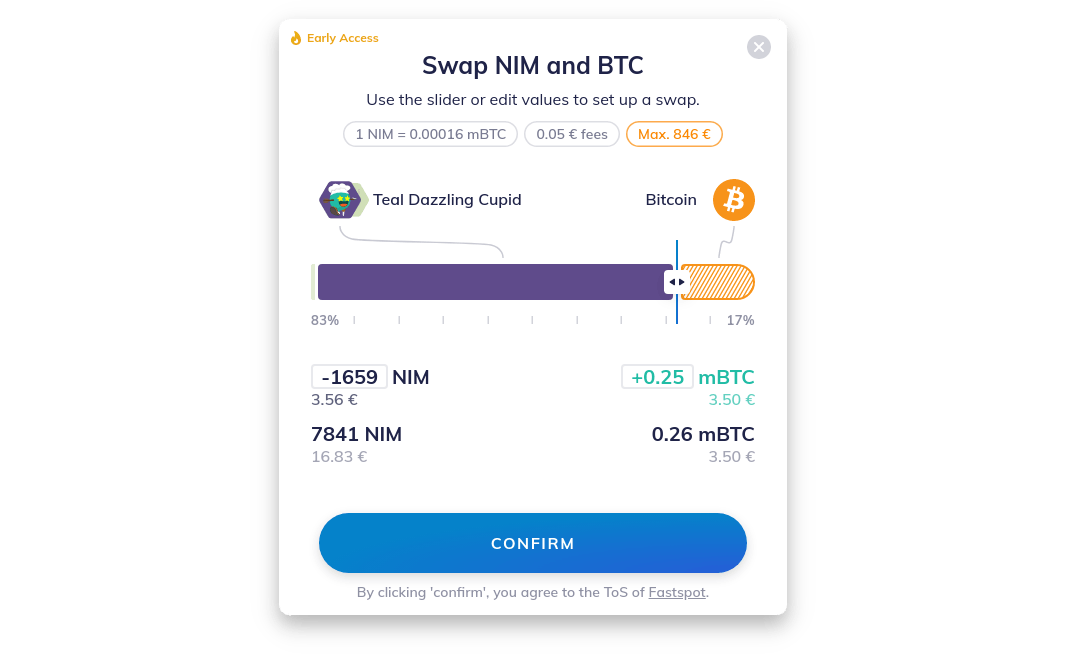 Early Access
Swap NIM and BTC
Use the slider or edit values to set up a swap.
1 NIM = 0.00016 mBTC 0.05 € fees Max. 846 €
Teal Dazzling Cupid Bitcoin
83% 17%
-1659 NIM +0.25 mBTC
3.56 € 3.50 €
7841 NIM 0.26 mBTC
16.83 € 3.50 €
CONFIRM
By clicking 'confirm', you agree to the ToS of Fastspot.